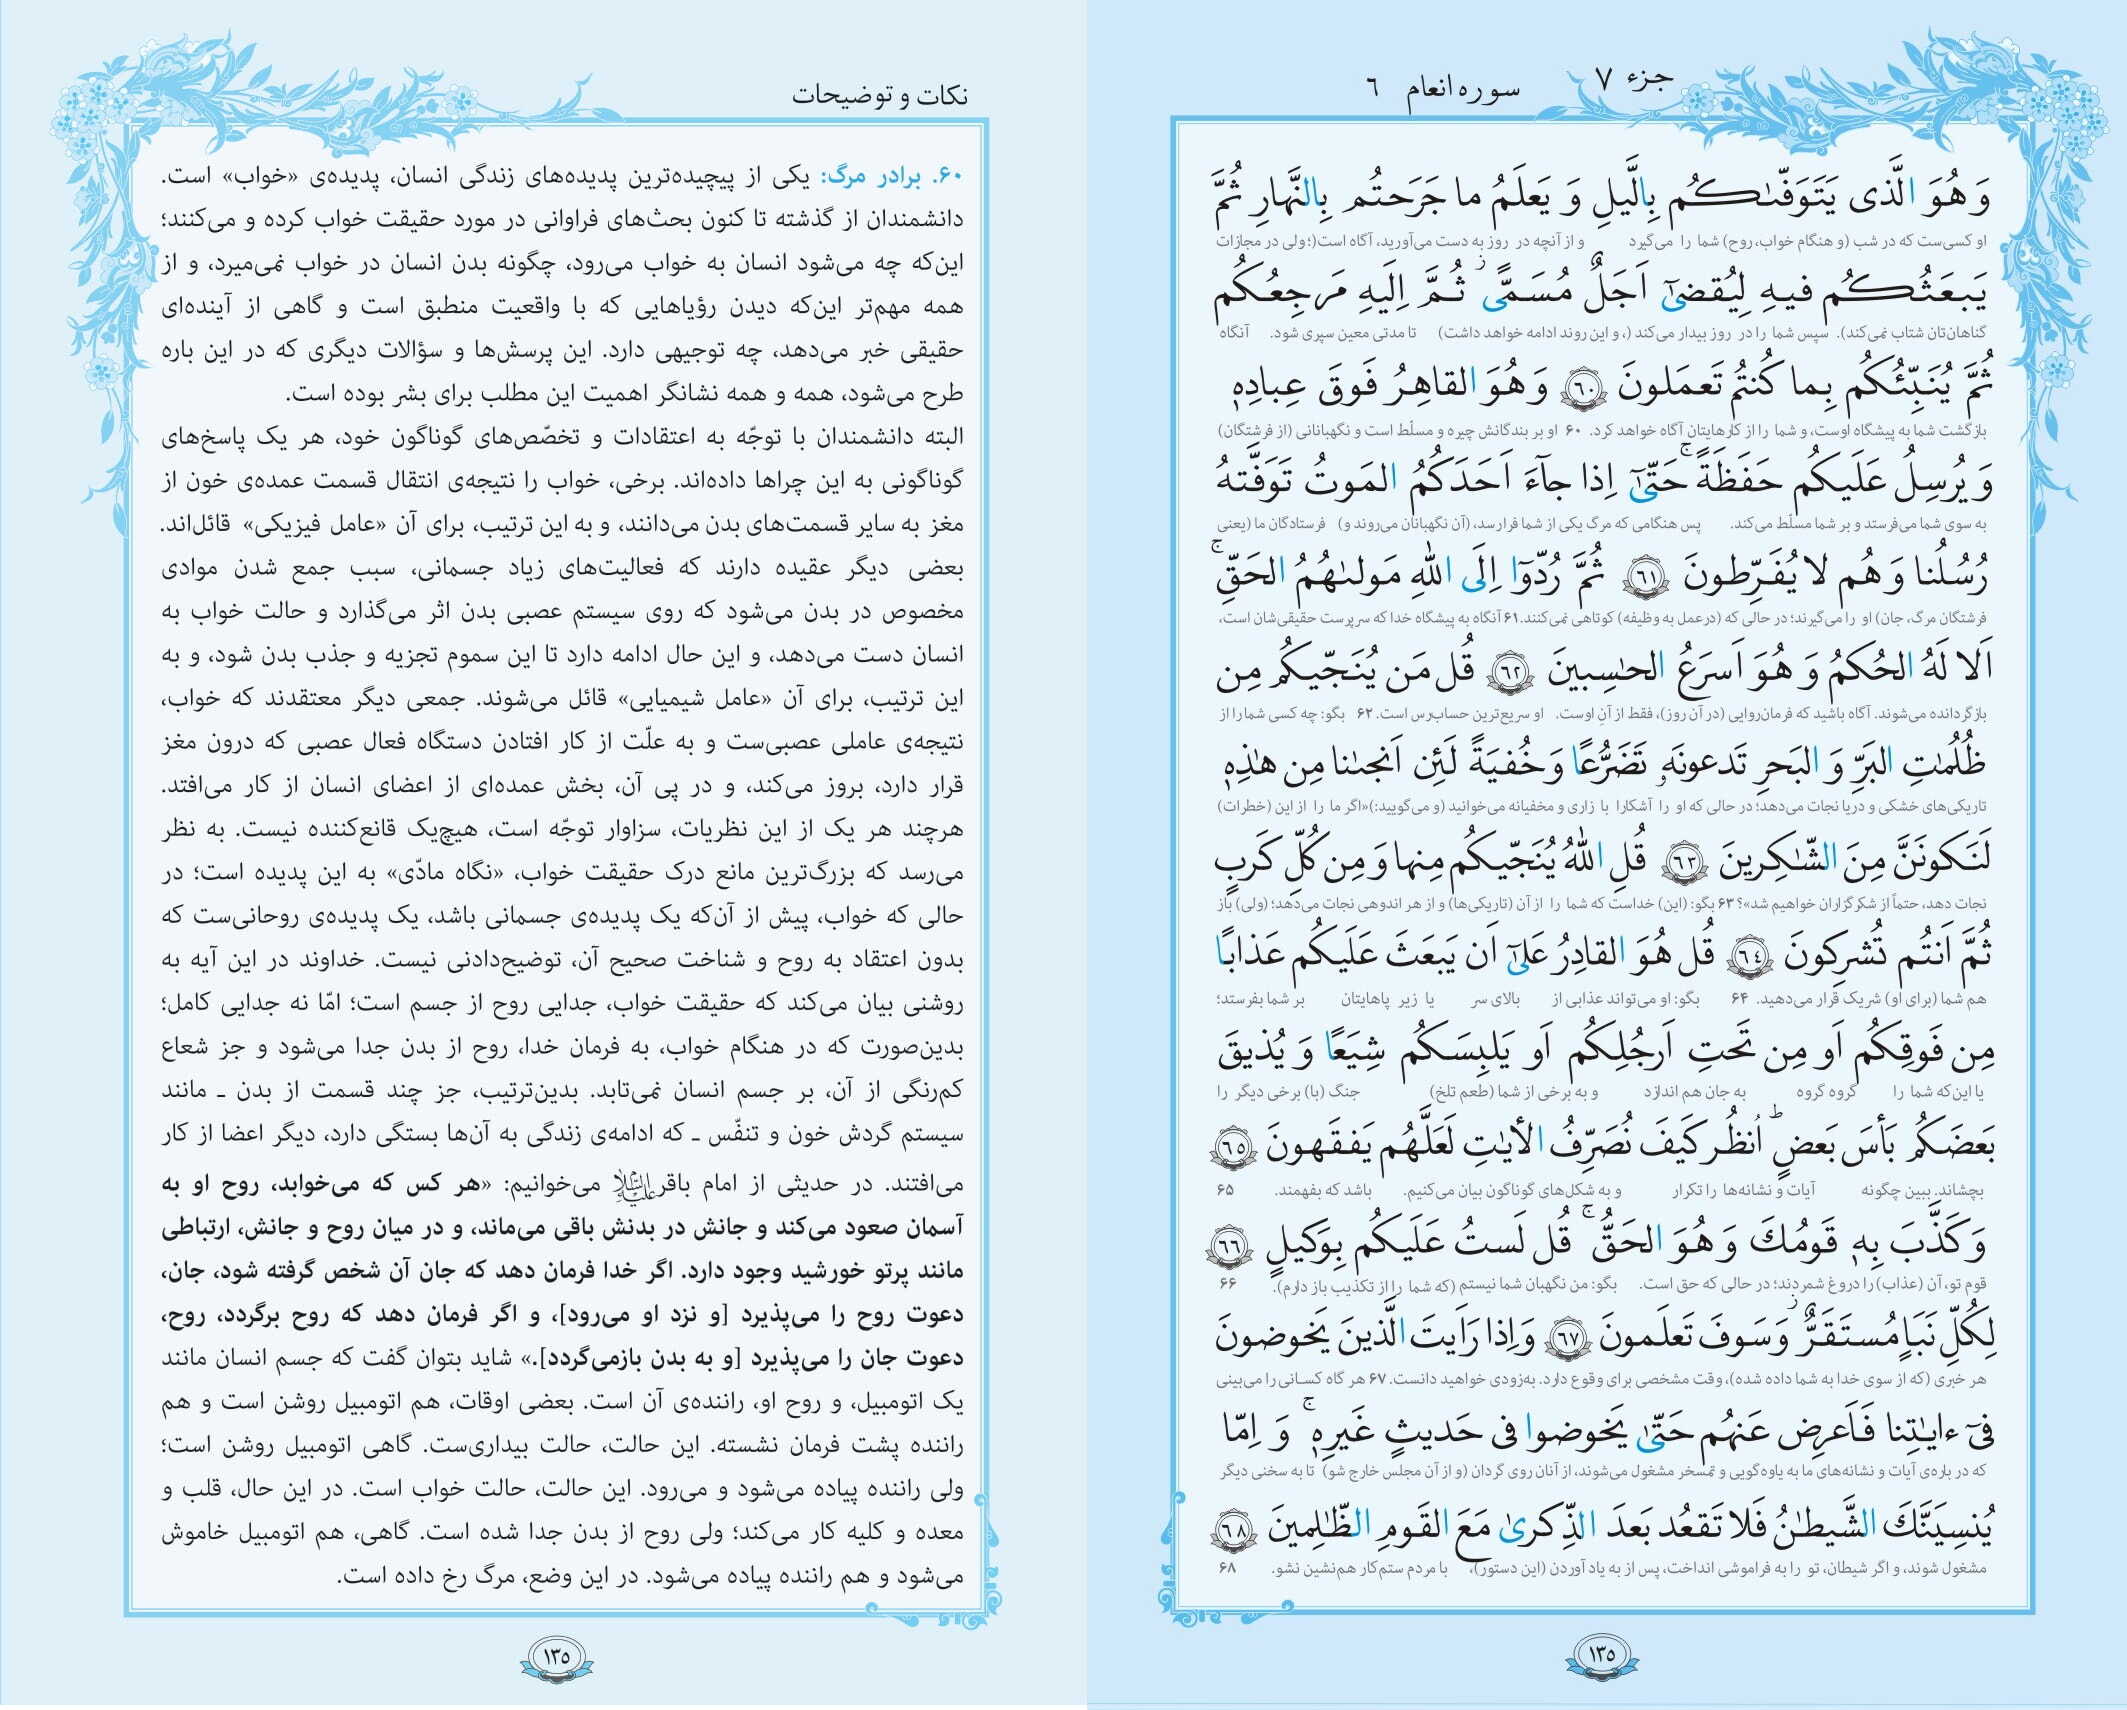 جزء ٧
سوره انعام ٦
وَ هُوَ الَّذی یَتَوَفّىٰکُم بِالَّیلِ وَ یَعلَمُ ما جَرَحتُم بِالنَّهارِ ثُمَّ
او کسی‌ست که در شب (و هنگام خواب، روح) شما را می‌گیرد و از آنچه در روز به دست می‌آورید، آگاه است(؛ ولی در مجازات
یَبعَثُکُم فیهِ لِیُقضىٰٓ اَجَلٌ مُسَمًّی ز ثُمَّ اِلَیهِ مَرجِعُکُم
گناهان‌تان شتاب نمی‌کند). سپس شما را در روز بیدار می‌کند (، و این روند ادامه خواهد داشت) تا مدتی معین سپری شود. آنگاه
ثُمَّ یُنَبِّئُکُم بِما کُنتُم تَعمَلونَ ٦٠ وَ هُوَ القاهِرُ فَوقَ عِبادِهٖ
بازگشت شما به پیشگاه اوست، و شما را از کارهایتان آگاه خواهد کرد. ۶۰ او بر بندگانش چیره و مسلّط است و نگهبانانی (از فرشتگان)
وَ یُرسِلُ عَلَیکُم حَفَظَةً ۚ حَتّىٰٓ اِذا جآءَ اَحَدَکُمُ المَوتُ تَوَفَّتهُ
به سوی شما می‌فرستد و بر شما مسلّط می‌کند. پس هنگامی که مرگ یکی از شما فرارسد، (آن نگهبانان می‌روند و) فرستادگان ما (یعنی
رُسُلُنا وَ هُم لا یُفَرِّطونَ ٦١ ثُمَّ رُدّوٓا اِلَی اللّٰهِ مَولىٰهُمُ الحَقِّ ۚ
فرشتگان مرگ، جان) او را می‌گیرند؛ در حالی که (درعمل به وظیفه) کوتاهی نمی‌کنند. ۶۱ آنگاه به پیشگاه خدا که سرپرست حقیقی‌شان است،
اَلا لَهُ الحُکمُ وَ هُوَ اَسرَعُ الحٰسِبینَ ٦٢ قُل مَن یُنَجّیکُم مِن
بازگردانده می‌شوند. آگاه باشید که فرمان‌روایی (در آن روز)، فقط از آنِ اوست. او سریع‌ترین حساب‌رس است. ۶۲ بگو: چه کسی شما را از
ظُلُمٰتِ البَرِّ وَ البَحرِ تَدعونَهٗ تَضَرُّعًا وَ خُفیَةً لَئِن اَنجىٰنا مِن هٰذِهٖ
تاریکی‌های خشکی و دریا نجات می‌دهد؛ در حالی که او را آشکارا با زاری و مخفیانه می‌خوانید (و می‌گویید:)«اگر ما را از این (خطرات)
لَنَکونَنَّ مِنَ الشّٰکِرینَ ٦٣ قُلِ اللّٰهُ یُنَجّیکُم مِنها وَ مِن کُلِّ کَربٍ
نجات دهد، حتماً از شکرگزاران خواهیم شد»؟ ۶۳ بگو: (این) خداست که شما را از آن (تاریکی‌ها) و از هر اندوهی نجات می‌دهد؛ (ولی) باز
ثُمَّ اَنتُم تُشرِکونَ ٦٤ قُل هُوَ القادِرُ عَلىٰٓ اَن یَبعَثَ عَلَیکُم عَذابًا
هم شما (برای او) شریک قرار می‌دهید. ۶۴ بگو: او می‌تواند عذابی از بالای سر یا زیر پاهایتان بر شما بفرستد؛
مِن فَوقِکُم اَو مِن تَحتِ اَرجُلِکُم اَو یَلبِسَکُم شِیَعًا وَ یُذیقَ
یا این‌که شما را گروه گروه به جان هم اندازد و به برخی از شما (طعم تلخ) جنگ (با) برخی دیگر را
بَعضَکُم بَأسَ بَعضٍ ۭ اُنظُر کَیفَ نُصَرِّفُ الأیٰتِ لَعَلَّهُم یَفقَهونَ ٦٥
بچشاند. ببین چگونه آیات و نشانه‌ها را تکرار و به شکل‌های گوناگون بیان می‌کنیم. باشد که بفهمند. ۶۵
وَ کَذَّبَ بِهٖ قَومُكَ وَ هُوَ الحَقُّ ۚ قُل لَستُ عَلَیکُم بِوَکیلٍ ٦٦
قوم تو، آن (عذاب) را دروغ شمردند؛ در حالی که حق است. بگو: من نگهبان شما نیستم (که شما را از تکذیب باز دارم). ۶۶
لِکُلِّ نَبَاٍ مُستَقَرٌّ ز وَ سَوفَ تَعلَمونَ ٦٧ وَ اِذا رَاَیتَ الَّذینَ یَخوضونَ
هر خبری (که از سوی خدا به شما داده شده)، وقت مشخصی برای وقوع دارد. به‌زودی خواهید دانست. ۶۷ هر گاه کسانی را می‌بینی
فیٓ ءایٰتِنا فَاَعرِض عَنهُم حَتّىٰ یَخوضوا فی حَدیثٍ غَیرِهٖ ۚ وَ اِمّا
که در باره‌ی آیات و نشانه‌های ما به یاوه‌گویی و تمسخر مشغول می‌شوند، از آنان روی گردان (و از آن مجلس خارج شو) تا به سخنی دیگر
یُنسِیَنَّكَ الشَّیطٰنُ فَلا تَقعُد بَعدَ الذِّکرىٰ مَعَ القَومِ الظّٰلِمینَ ٦٨
مشغول شوند، و اگر شیطان، تو را به فراموشی انداخت، پس از به یاد آوردن (این دستور)، با مردم ستم‌کار هم‌نشین نشو. ۶۸
١٣٥
نکات و توضیحات
۶۰. برادر مرگ: یکی از پیچیده‌ترین پدیده‌های زندگی انسان، پدیده‌ی «خواب» است.
دانشمندان از گذشته تا کنون بحث‌های فراوانی در مورد حقیقت خواب کرده و می‌کنند؛
این‌که چه می‌شود انسان به خواب می‌رود، چگونه بدن انسان در خواب نمی‌میرد، و از
همه مهم‌تر این‌که دیدن رؤیاهایی که با واقعیت منطبق است و گاهی از آینده‌ای
حقیقی خبر می‌دهد، چه توجیهی دارد. این پرسش‌ها و سؤالات دیگری که در این باره
طرح می‌شود، همه و همه نشانگر اهمیت این مطلب برای بشر بوده است.
البته دانشمندان با توجّه به اعتقادات و تخصّص‌های گوناگون خود، هر یک پاسخ‌های
گوناگونی به این چراها داده‌اند. برخی، خواب را نتیجه‌ی انتقال قسمت عمده‌ی خون از
مغز به سایر قسمت‌های بدن می‌دانند، و به این ترتیب، برای آن «عامل فیزیکی» قائل‌اند.
بعضی دیگر عقیده دارند که فعالیت‌های زیاد جسمانی، سبب جمع شدن موادی
مخصوص در بدن می‌شود که روی سیستم عصبی بدن اثر می‌گذارد و حالت خواب به
انسان دست می‌دهد، و این حال ادامه دارد تا این سموم تجزیه و جذب بدن شود، و به
این ترتیب، برای آن «عامل شیمیایی» قائل می‌شوند. جمعی دیگر معتقدند که خواب،
نتیجه‌ی عاملی عصبی‌ست و به علّت از کار افتادن دستگاه فعال عصبی که درون مغز
قرار دارد، بروز می‌کند، و در پی آن، بخش عمده‌ای از اعضای انسان از کار می‌افتد.
هرچند هر یک از این نظریات، سزاوار توجّه است، هیچ‌یک قانع‌کننده نیست. به نظر
می‌رسد که بزرگ‌ترین مانع درک حقیقت خواب، «نگاه مادّی» به این پدیده است؛ در
حالی که خواب، پیش از آن‌که یک پدیده‌ی جسمانی باشد، یک پدیده‌ی روحانی‌ست که
بدون اعتقاد به روح و شناخت صحیح آن، توضیح‌دادنی نیست. خداوند در این آیه به
روشنی بیان می‌کند که حقیقت خواب، جدایی روح از جسم است؛ امّا نه جدایی کامل؛
بدین‌صورت که در هنگام خواب، به فرمان خدا، روح از بدن جدا می‌شود و جز شعاع
کم‌رنگی از آن، بر جسم انسان نمی‌تابد. بدین‌ترتیب، جز چند قسمت از بدن ـ مانند
سیستم گردش خون و تنفّس ـ که ادامه‌ی زندگی به آن‌ها بستگی دارد، دیگر اعضا از کار
می‌افتند. در حدیثی از امام باقر علیه‌السلام می‌خوانیم: «هر کس که می‌خوابد، روح او به
آسمان صعود می‌کند و جانش در بدنش باقی می‌ماند، و در میان روح و جانش، ارتباطی
مانند پرتو خورشید وجود دارد. اگر خدا فرمان دهد که جان آن شخص گرفته شود، جان،
دعوت روح را می‌پذیرد [و نزد او می‌رود]، و اگر فرمان دهد که روح برگردد، روح،
دعوت جان را می‌پذیرد [و به بدن بازمی‌گردد].» شاید بتوان گفت که جسم انسان مانند
یک اتومبیل، و روح او، راننده‌ی آن است. بعضی اوقات، هم اتومبیل روشن است و هم
راننده پشت فرمان نشسته. این حالت، حالت بیداری‌ست. گاهی اتومبیل روشن است؛
ولی راننده پیاده می‌شود و می‌رود. این حالت، حالت خواب است. در این حال، قلب و
معده و کلیه کار می‌کند؛ ولی روح از بدن جدا شده است. گاهی، هم اتومبیل خاموش
می‌شود و هم راننده پیاده می‌شود. در این وضع، مرگ رخ داده است.
١٣٥